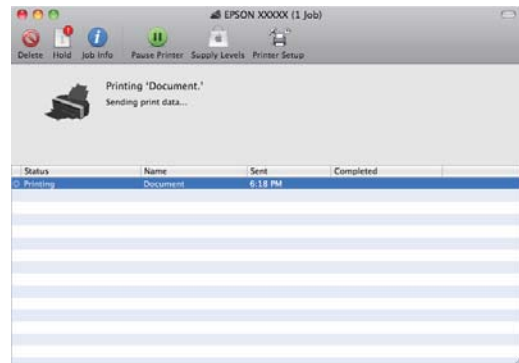 EPSON XXXXX (1 Job)
Delete Hold Job Info Pause Printer Supply Levels Printer Setup
Printing 'Document.'
Sending print data...
Status Name Sent Completed
Printing Document 6:18 PM